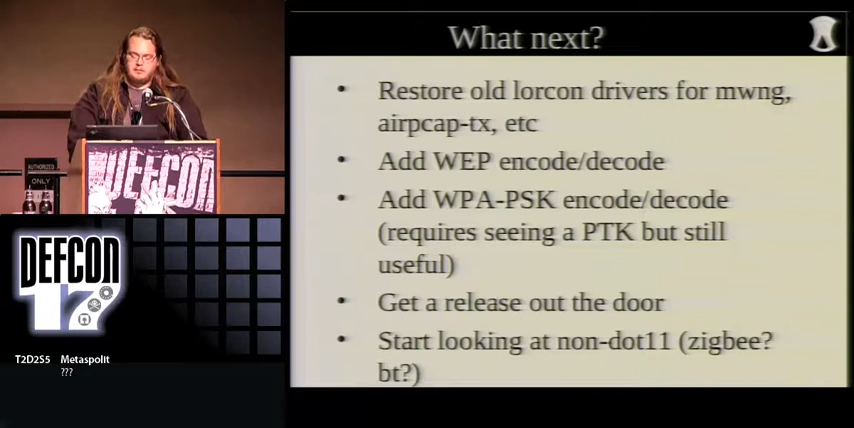 What next?
• Restore old lorcon drivers for mwng,
airpcap-tx, etc
• Add WEP encode/decode
• Add WPA-PSK encode/decode
(requires seeing a PTK but still
useful)
• Get a release out the door
• Start looking at non-dot11 (zigbee?
bt?)
AUTHORIZED
ONLY
DEFCON
DEFCON
17
T2D2S5 Metasploit
???